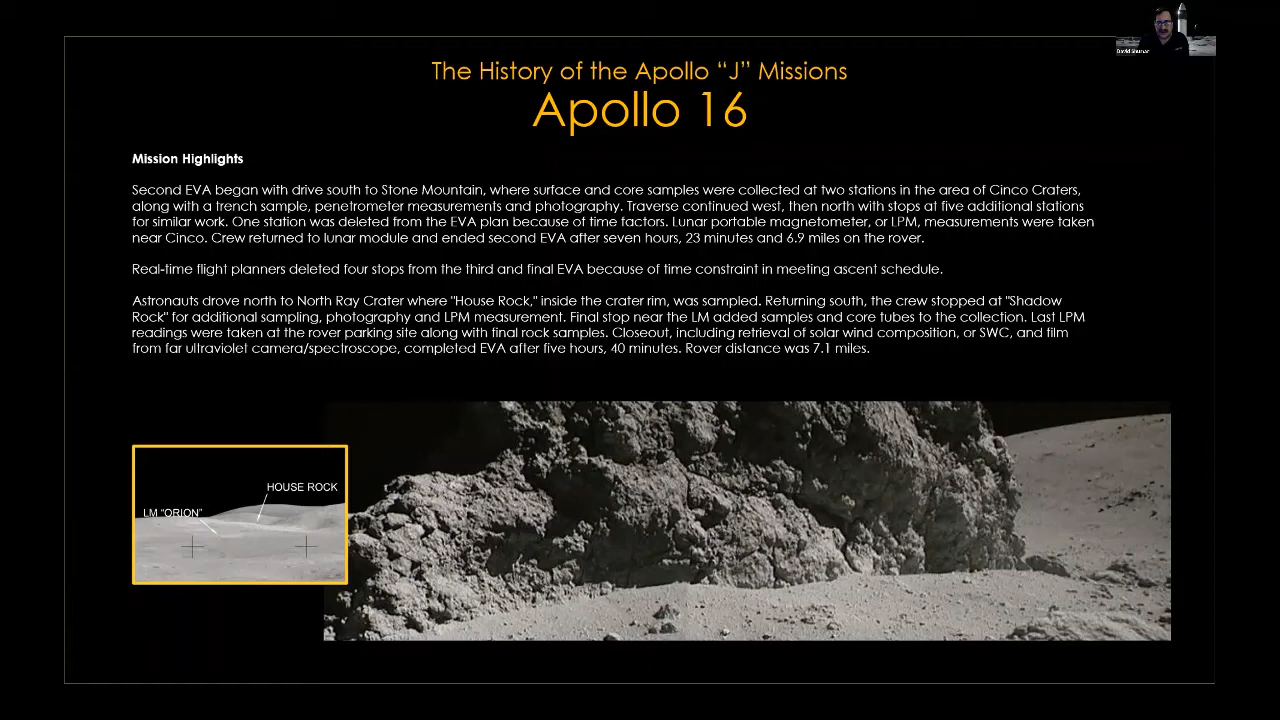 The History of the Apollo “J” Missions
Apollo 16
Mission Highlights
Second EVA began with drive south to Stone Mountain, where surface and core samples were collected at two stations in the area of Cinco Craters,
along with a trench sample, penetrometer measurements and photography. Traverse continued west, then north with stops at five additional stations
for similar work. One station was deleted from the EVA plan because of time factors. Lunar portable magnetometer, or LPM, measurements were taken
near Cinco. Crew returned to lunar module and ended second EVA after seven hours, 23 minutes and 6.9 miles on the rover.
Real-time flight planners deleted four stops from the third and final EVA because of time constraint in meeting ascent schedule.
Astronauts drove north to North Ray Crater where "House Rock," inside the crater rim, was sampled. Returning south, the crew stopped at "Shadow
Rock" for additional sampling, photography and LPM measurement. Final stop near the LM added samples and core tubes to the collection. Last LPM
readings were taken at the rover parking site along with final rock samples. Closeout, including retrieval of solar wind composition, or SWC, and film
from far ultraviolet camera/spectroscope, completed EVA after five hours, 40 minutes. Rover distance was 7.1 miles.
HOUSE ROCK
LM “ORION”